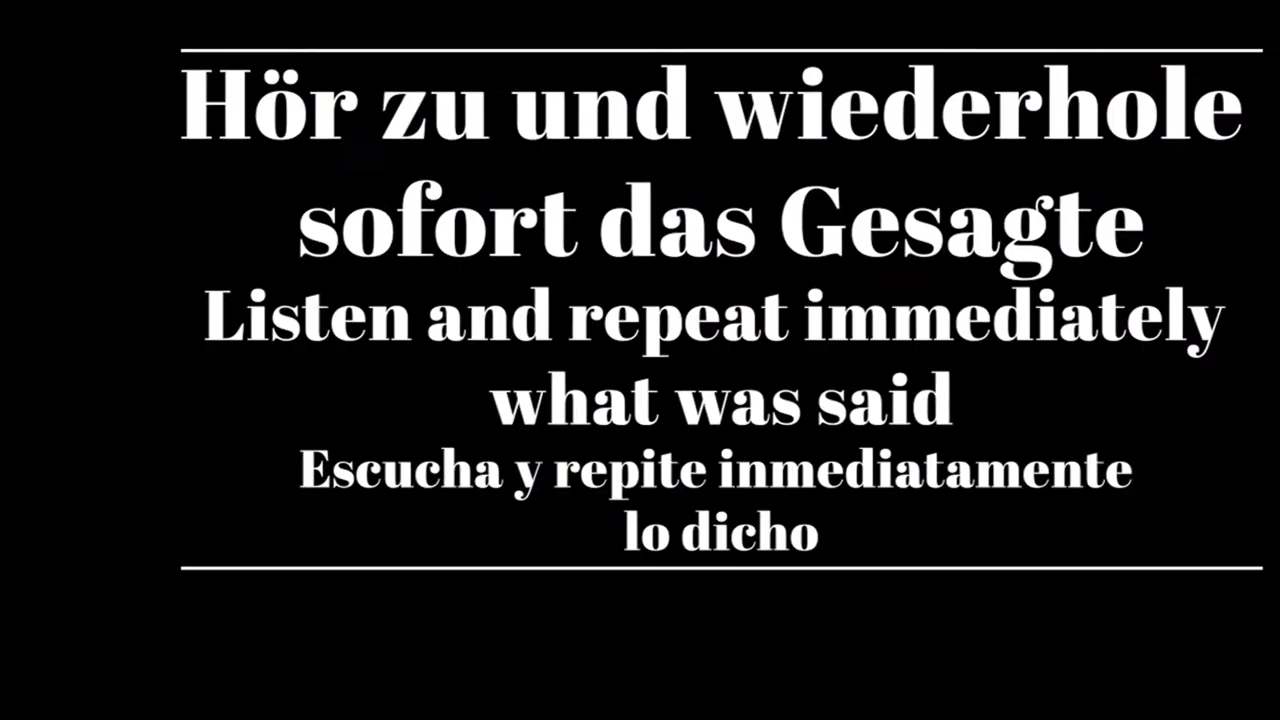 Hör zu und wiederhole
sofort das Gesagte
Listen and repeat immediately
what was said
Escucha y repite inmediatamente
lo dicho